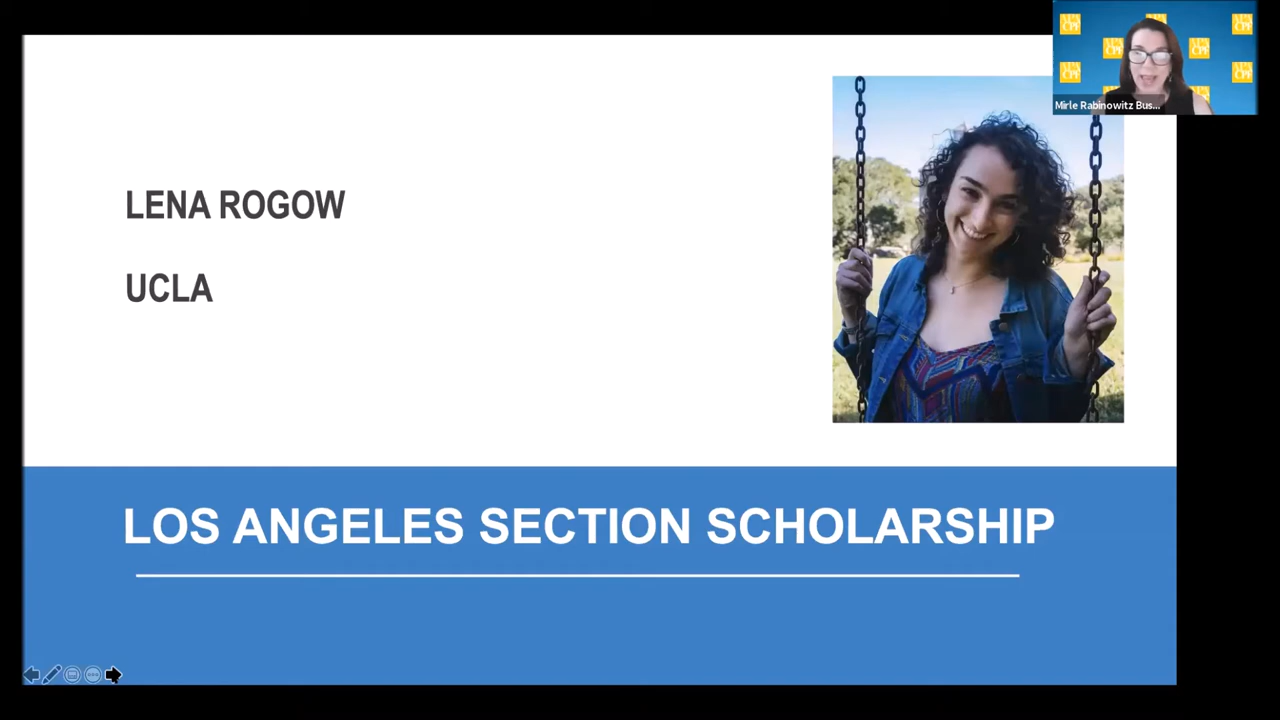 LENA ROGOW
UCLA
LOS ANGELES SECTION SCHOLARSHIP
Mirle Rabinowitz Bus...